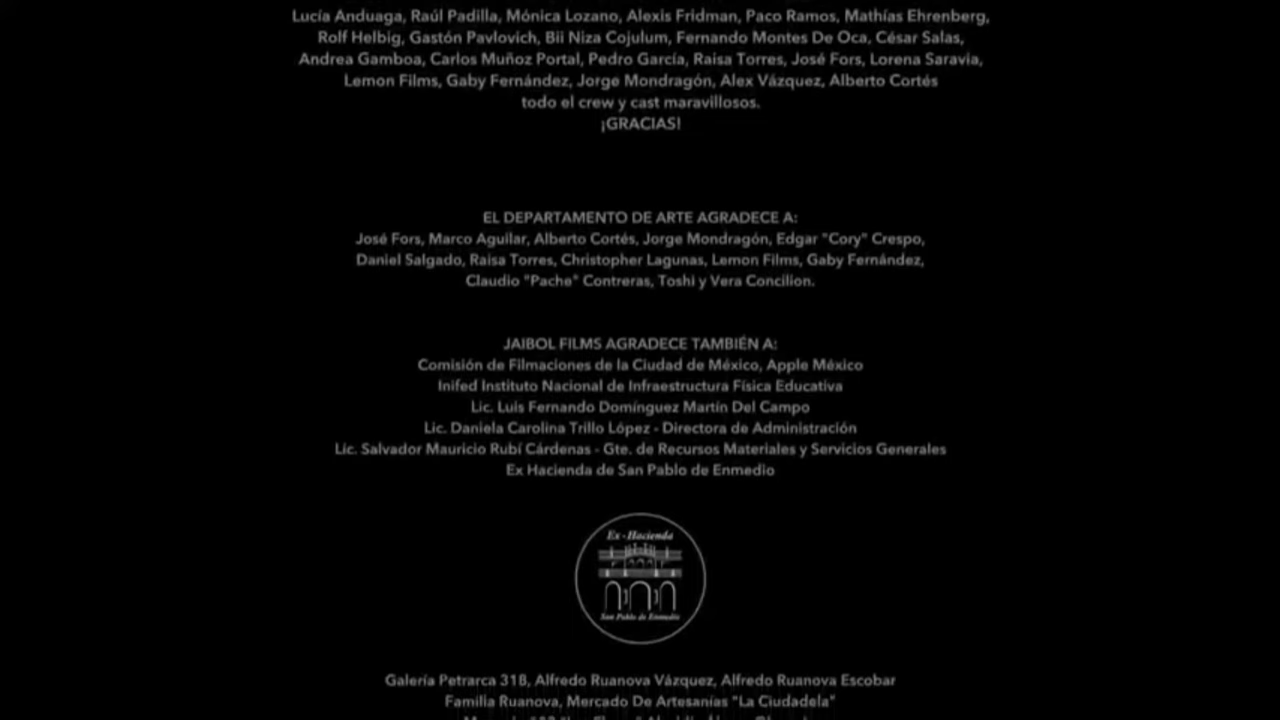 Lucía Anduaga, Raúl Padilla, Mónica Lozano, Alexis Fridman, Paco Ramos, Mathías Ehrenberg,
Rolf Helbig, Gastón Pavlovich, Bii Niza Cojulum, Fernando Montes De Oca, César Salas,
Andrea Gamboa, Carlos Muñoz Portal, Pedro García, Raisa Torres, José Fors, Lorena Saravia,
Lemon Films, Gaby Fernández, Jorge Mondragón, Alex Vázquez, Alberto Cortés
todo el crew y cast maravillosos.
¡GRACIAS!
EL DEPARTAMENTO DE ARTE AGRADECE A:
José Fors, Marco Aguilar, Alberto Cortés, Jorge Mondragón, Edgar "Cory" Crespo,
Daniel Salgado, Raisa Torres, Christopher Lagunas, Lemon Films, Gaby Fernández,
Claudio "Pache" Contreras, Toshi y Vera Concilion.
JAIBOL FILMS AGRADECE TAMBIÉN A:
Comisión de Filmaciones de la Ciudad de México, Apple México
Inifed Instituto Nacional de Infraestructura Física Educativa
Lic. Luis Fernando Domínguez Martín Del Campo
Lic. Daniela Carolina Trillo López - Directora de Administración
Lic. Salvador Mauricio Rubí Cárdenas - Gte. de Recursos Materiales y Servicios Generales
Ex Hacienda de San Pablo de Enmedio
Ex - Hacienda
San Pablo de Enmedio
Galería Petrarca 318, Alfredo Ruanova Vázquez, Alfredo Ruanova Escobar
Familia Ruanova, Mercado De Artesanías "La Ciudadela"